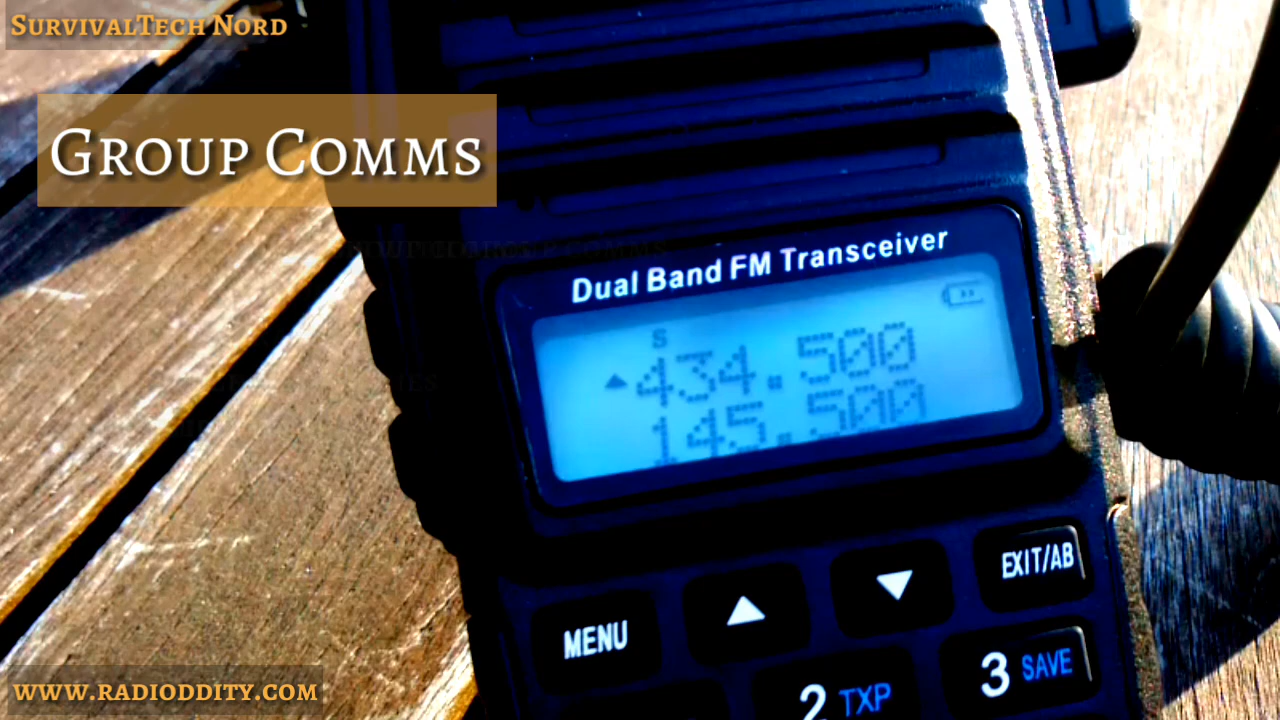 SurvivalTech Nord
Group Comms
Dual Band FM Transceiver
S
434.500
145.500
EXIT/AB
MENU
3 SAVE
2 TXP
www.radioddity.com